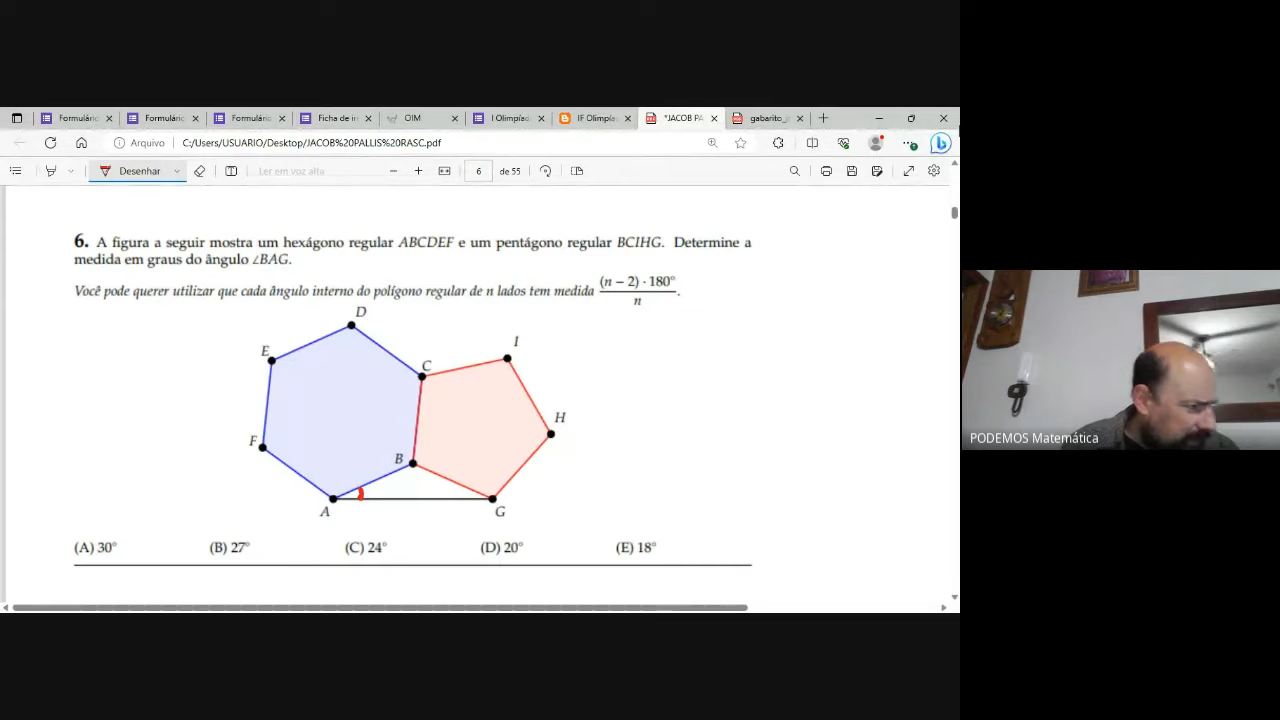 Formulário
Formulário
Formulário
Ficha de in
OIM
I Olimpíad
IF Olimpía
*JACOB PA
gabarito_j
Arquivo
C:/Users/USUARIO/Desktop/JACOB%20PALLIS%20RASC.pdf
Desenhar
Ler em voz alta
6
de 55
6. A figura a seguir mostra um hexágono regular ABCDEF e um pentágono regular BCIHG. Determine a
medida em graus do ângulo ∠BAG.
Você pode querer utilizar que cada ângulo interno do polígono regular de n lados tem medida (n − 2) · 180° / n.
D
E
I
C
H
F
B
A
G
(A) 30° (B) 27° (C) 24° (D) 20° (E) 18°
PODEMOS Matemática